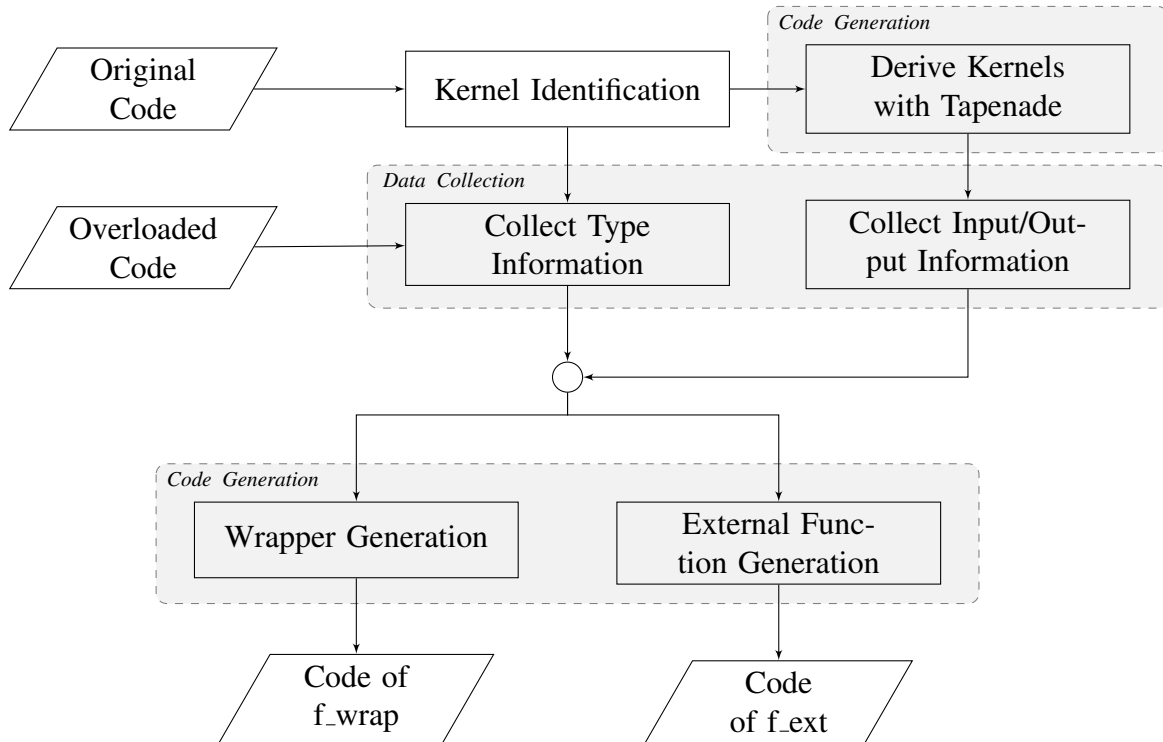 Code Generation
Original
Code
Kernel Identification
Derive Kernels
with Tapenade
Data Collection
Overloaded
Code
Collect Type
Information
Collect Input/Out-
put Information
Code Generation
Wrapper Generation
External Func-
tion Generation
Code of
f_wrap
Code
of f_ext